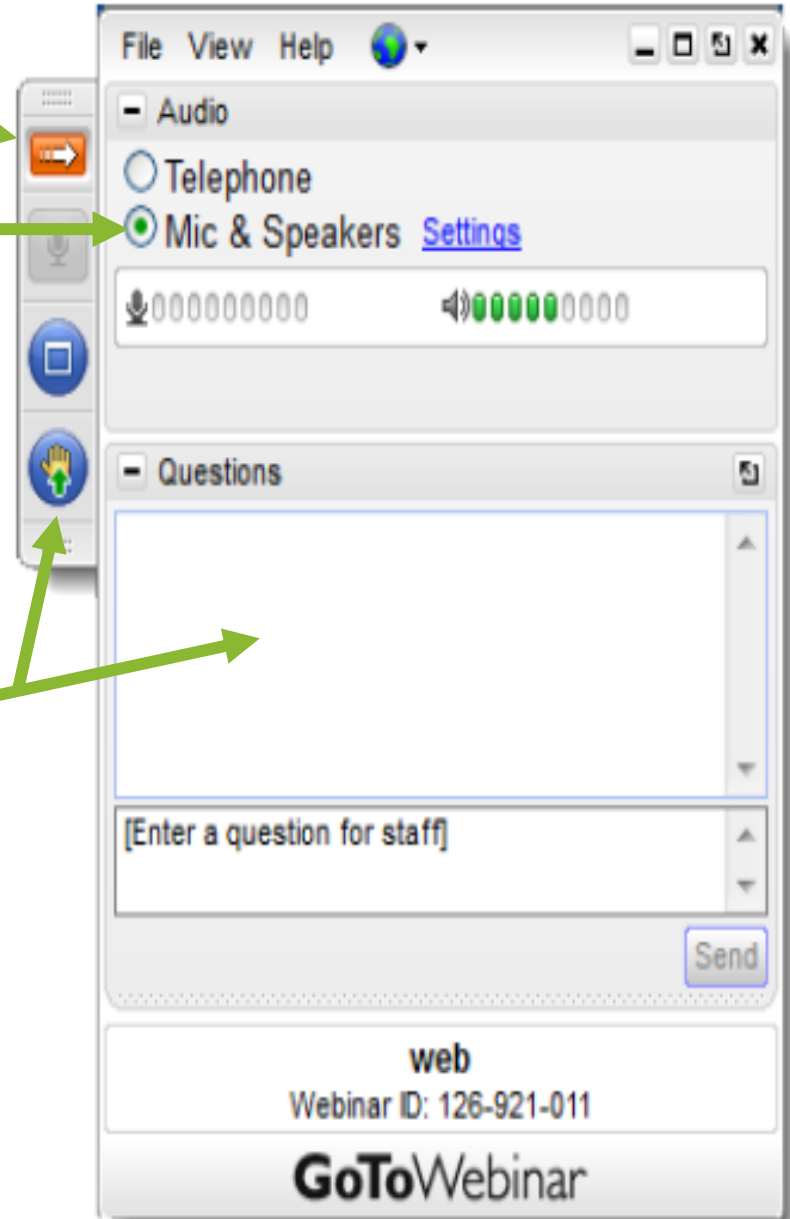 File View Help
Audio
Telephone
Mic & Speakers Settings
Questions
[Enter a question for staff]
Send
web
Webinar ID: 126-921-011
GoToWebinar